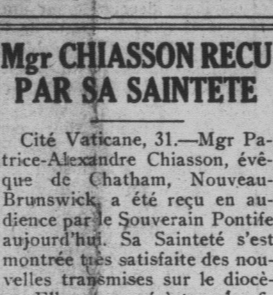 Mgr CHIASSON RECU
PAR SA SAINTETE
Cité Vaticane, 31.—Mgr Pa-
trice-Alexandre Chiasson, évê-
que de Chatham, Nouveau-
Brunswick, a été reçu en au-
dience par le Souverain Pontife
aujourd'hui. Sa Sainteté s'est
montrée très satisfaite des nou-
velles transmises sur le diocè-